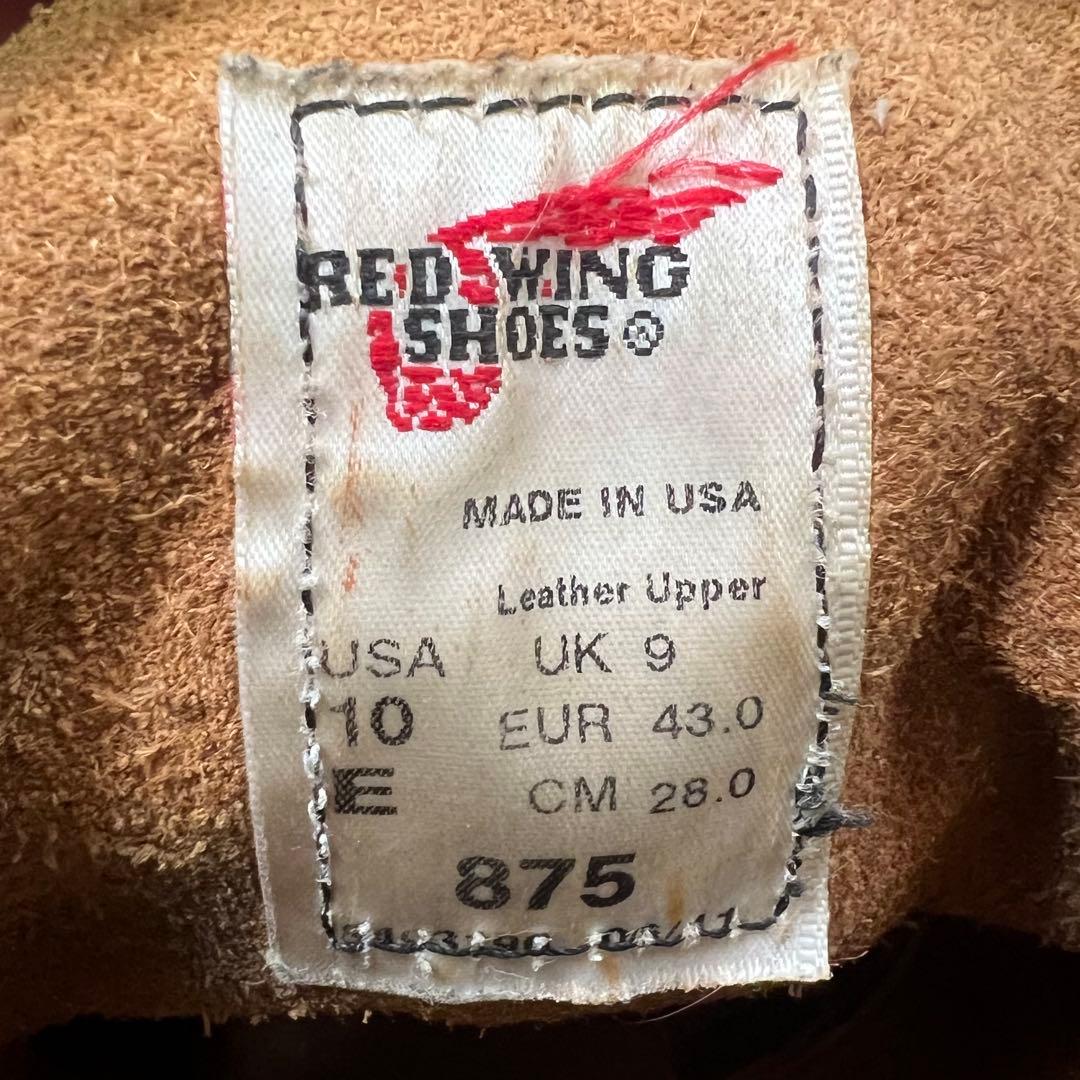 RED WING
SHOES ®
MADE IN USA
Leather Upper
USA UK 9
10 EUR 43.0
E CM 28.0
875